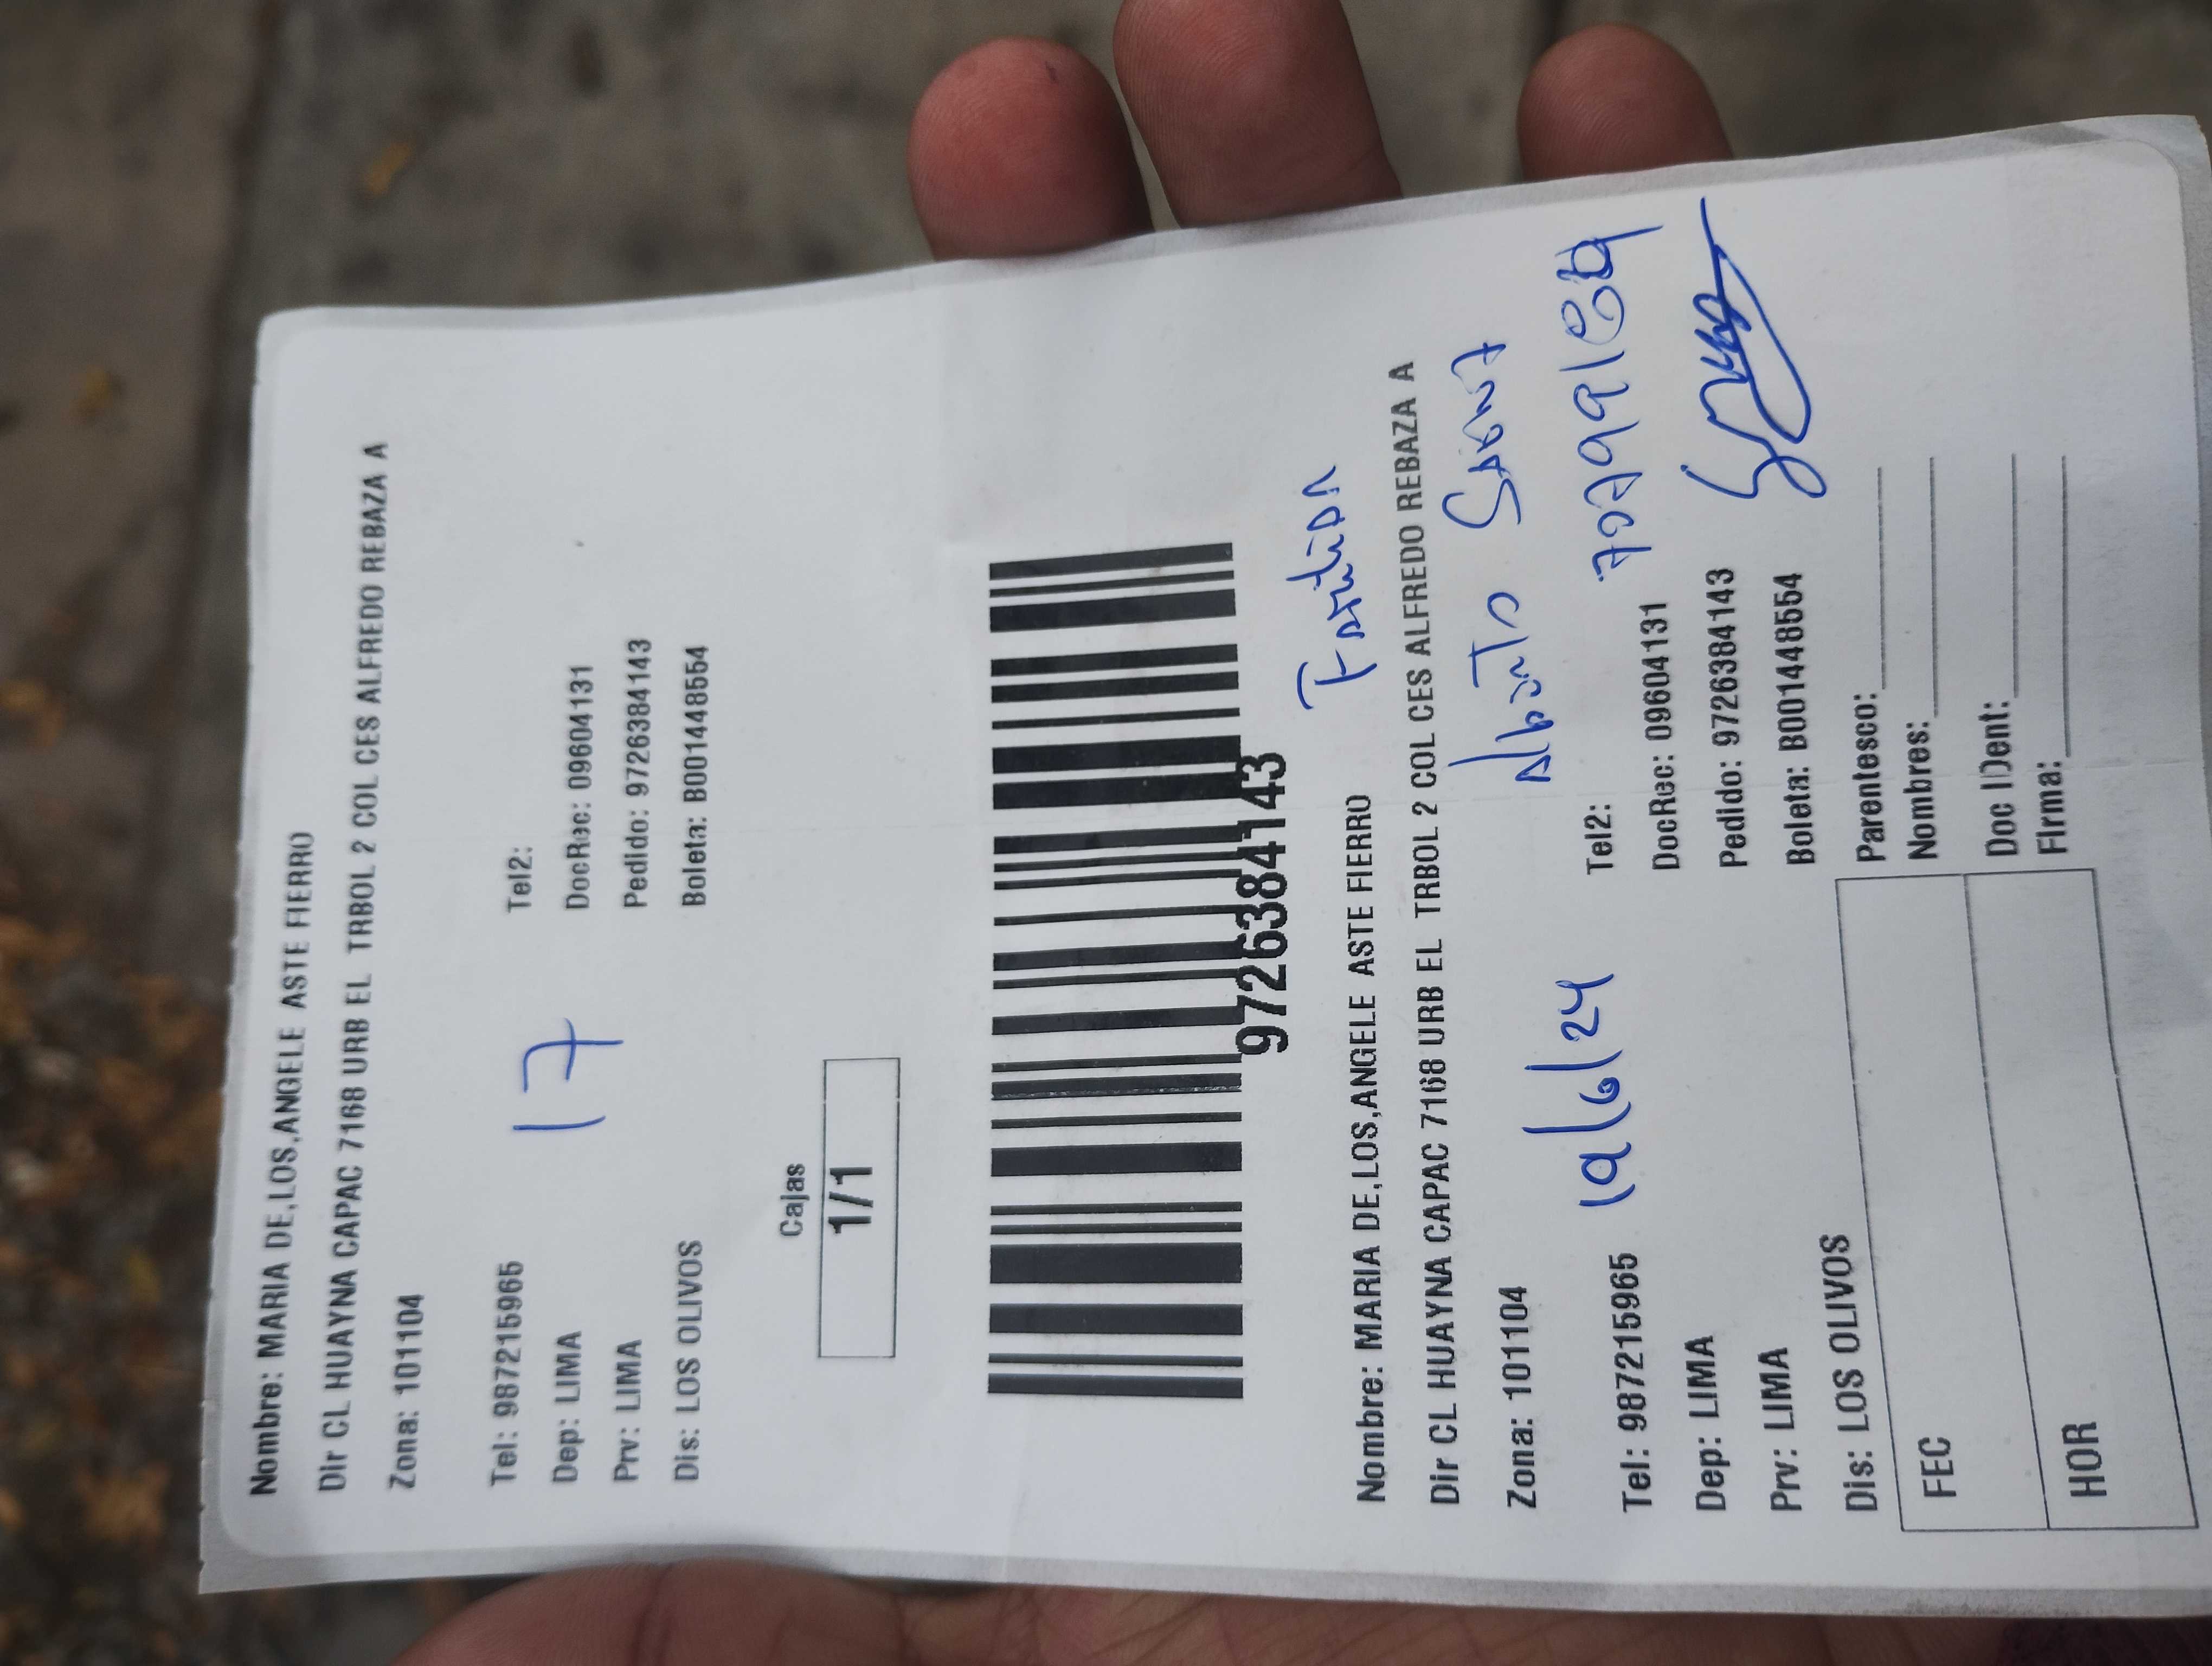 Nombre: MARIA DE,LOS,ANGELE ASTE FIERRO
Dir CL HUAYNA CAPAC 7168 URB EL TRBOL 2 COL CES ALFREDO REBAZA A
Zona: 101104
Tel: 987215965 Tel2:
Dep: LIMA DocRec: 09604131
Prv: LIMA Pedido: 9726384143
Dis: LOS OLIVOS Boleta: B001448554
17
Cajas
1/1
9726384143
Nombre: MARIA DE,LOS,ANGELE ASTE FIERRO
Dir CL HUAYNA CAPAC 7168 URB EL TRBOL 2 COL CES ALFREDO REBAZA A
Zona: 101104
Tel: 987215965 Tel2:
19/6/24
Dep: LIMA DocRec: 09604131
Prv: LIMA Pedido: 9726384143
Dis: LOS OLIVOS Boleta: B001448554
FEC Parentesco:
Nombres:
HOR Doc IDent:
Firma: